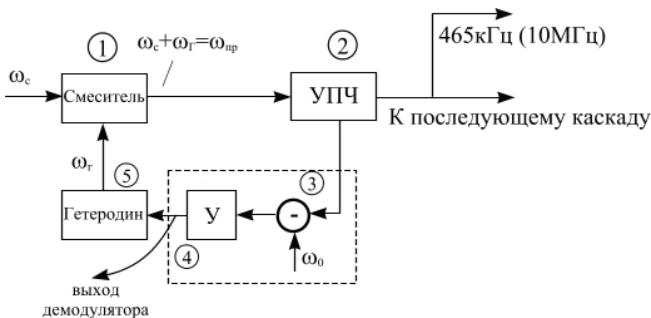 465кГц (10МГц)
① ωс+ωГ=ωпр ②
ωс
Смеситель
УПЧ
К последующему каскаду
ωг
⑤ ③
Гетеродин У -
④ ω0
выход
демодулятора